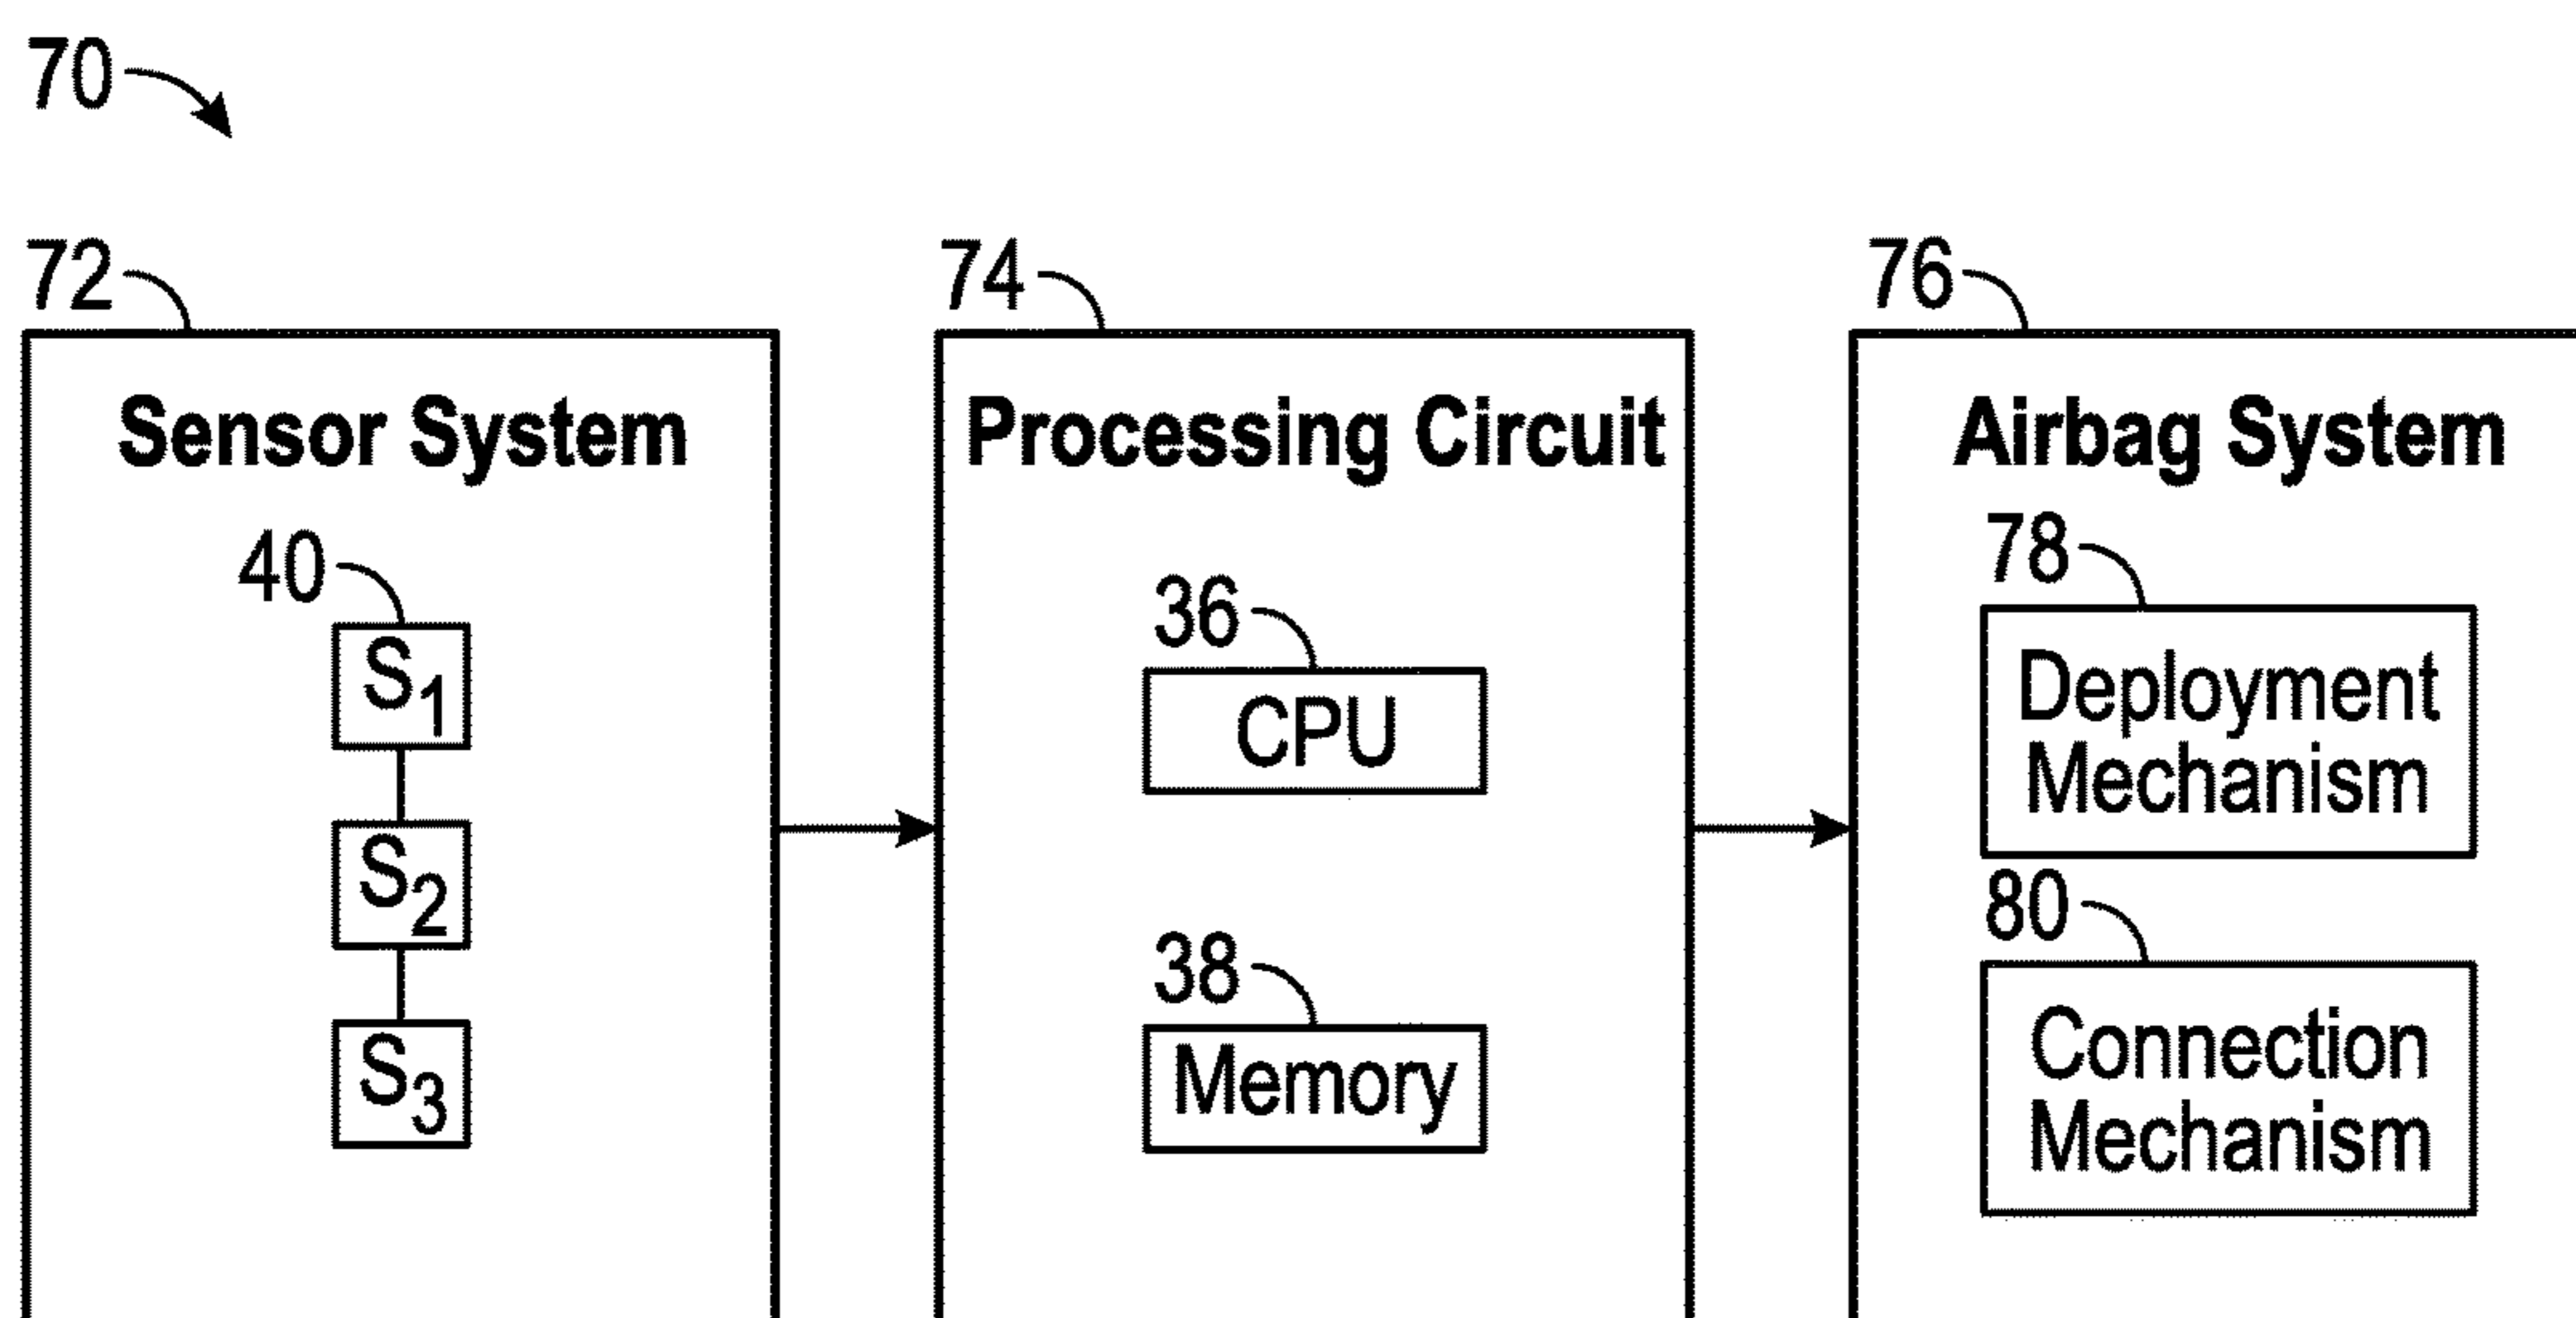 70
72
74
76
Sensor System
Processing Circuit
Airbag System
40
S1
S2
S3
36
CPU
38
Memory
78
Deployment
Mechanism
80
Connection
Mechanism